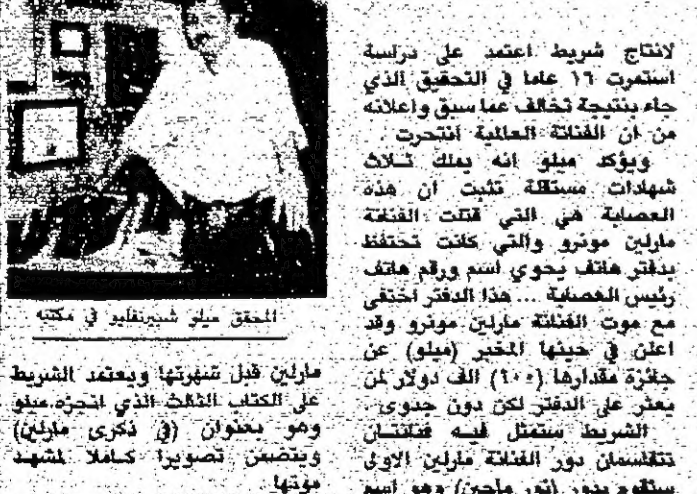 لانتاج شريط اعتمد على دراسة
استمرت ١٦ عاما في التحقيق الذي
جاء بنتيجة تخالف عما سبق واعلانه
من ان الفنانة العالمية انتحرت .
ويؤكد ميلو انه يملك ثلاث
شهادات مستقلة تثبت ان هذه
العصابة هي التي قتلت الفنانة
مارلين مونرو والتي كانت تحتفظ
بدفتر هاتف يحوي اسم ورقم هاتف
رئيس العصابة ... هذا الدفتر اختفى
مع موت الفنانة مارلين مونرو وقد
اعلن في حينها المخبر (ميلو) عن
جائزة مقدارها (١٠٠) الف دولار لمن
يعثر على الدفتر لكن دون جدوى .
الشريط ستمثل فيه فنانتان
تتقاسمان دور الفنانة مارلين الاولى
ستقوم بدور وهو اسم
المحقق ميلو في مكتبه
مارلين قبل شهرتها ويعتمد الشريط
على الكتاب الثالث الذي انجزه ميلو
وهو بعنوان (في ذكرى مارلين)
ويتضمن تصويرا كاملا لمشهد
موتها